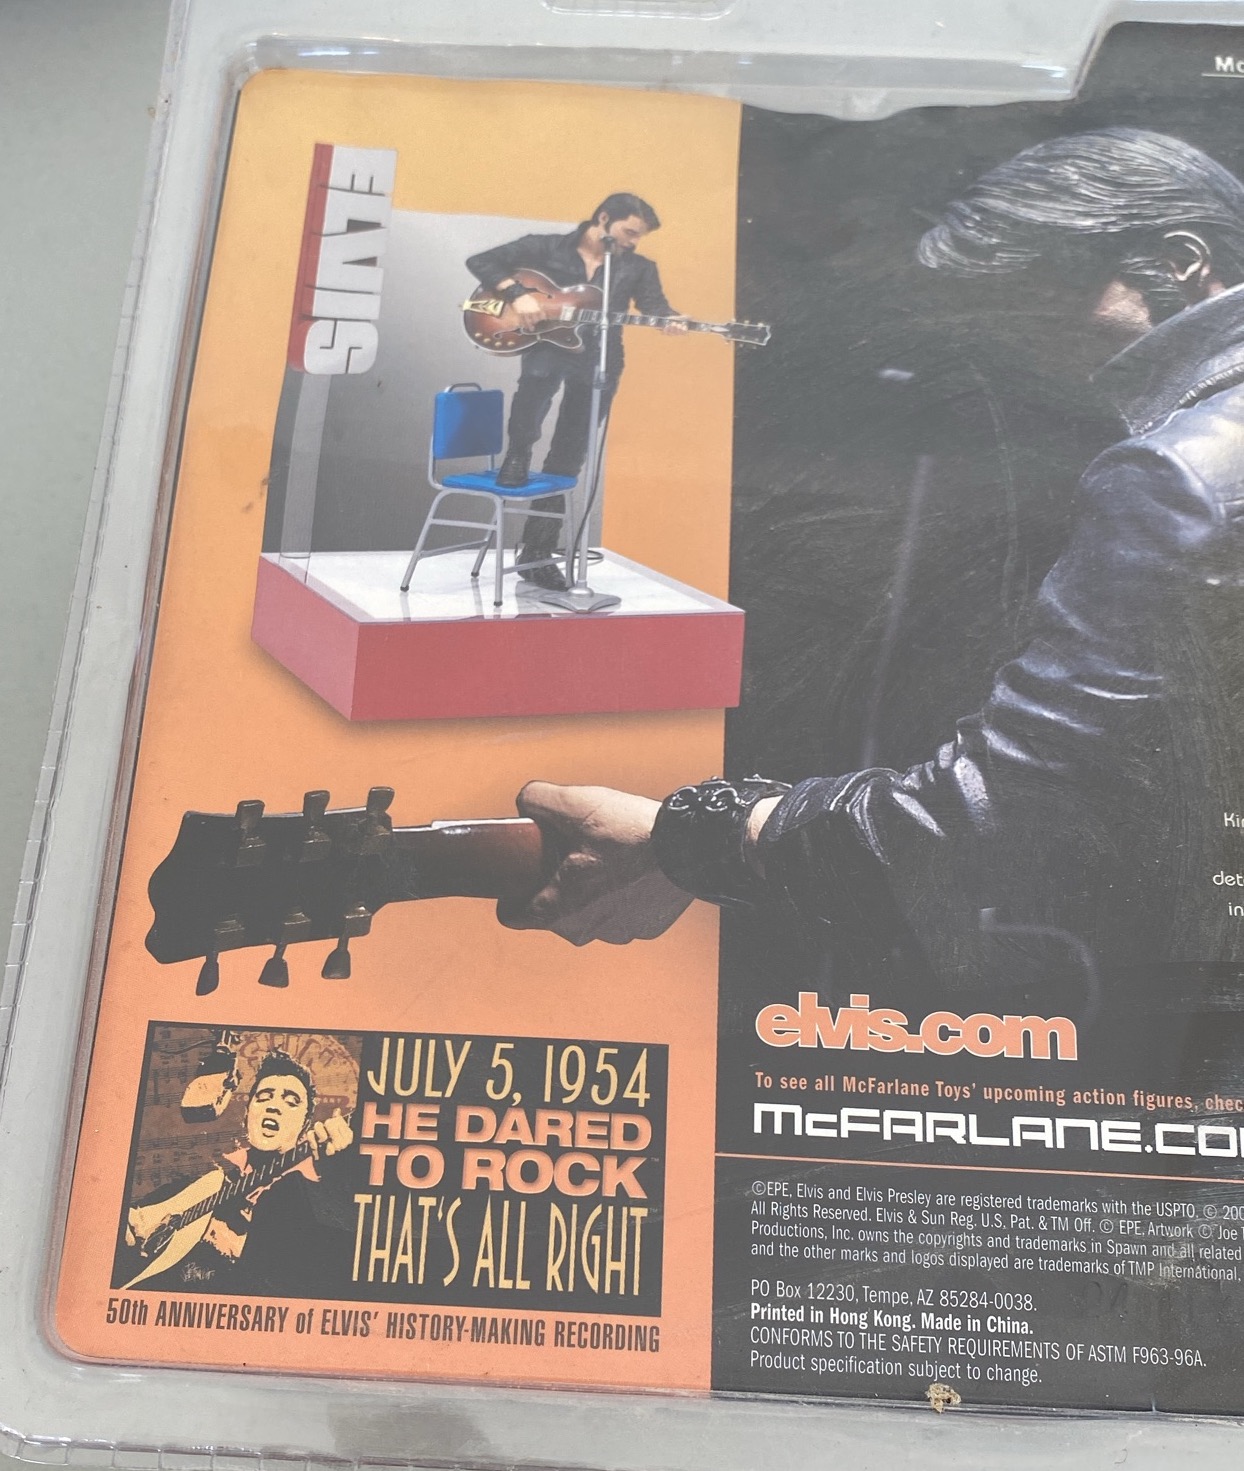 ELVIS
JULY 5, 1954
HE DARED
TO ROCK™
THAT'S ALL RIGHT
50th ANNIVERSARY of ELVIS' HISTORY-MAKING RECORDING
elvis.com
To see all McFarlane Toys' upcoming action figures, chec
McFARLANE.CO
©EPE, Elvis and Elvis Presley are registered trademarks with the USPTO. © 200
All Rights Reserved. Elvis & Sun Reg. U.S. Pat. & TM Off. © EPE, Artwork © Joe
Productions, Inc. owns the copyrights and trademarks in Spawn and all related
and the other marks and logos displayed are trademarks of TMP International,
PO Box 12230, Tempe, AZ 85284-0038.
Printed in Hong Kong. Made in China.
CONFORMS TO THE SAFETY REQUIREMENTS OF ASTM F963-96A.
Product specification subject to change.